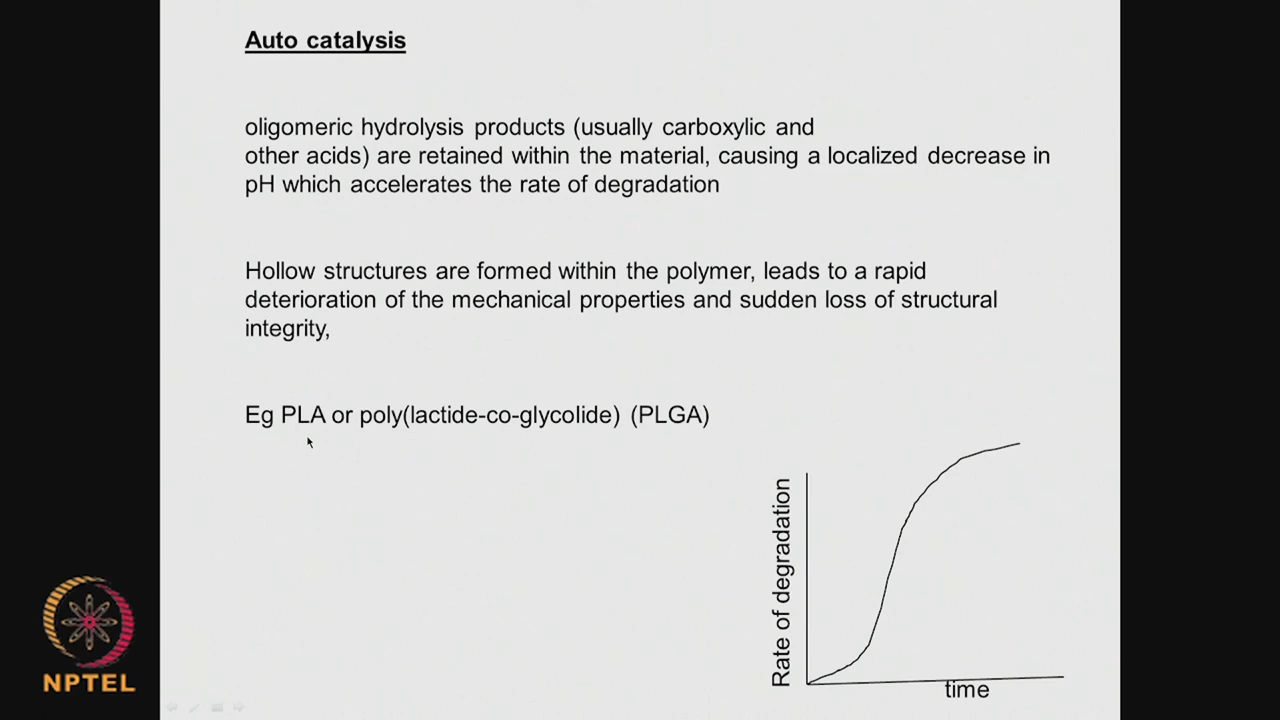 Auto catalysis
oligomeric hydrolysis products (usually carboxylic and
other acids) are retained within the material, causing a localized decrease in
pH which accelerates the rate of degradation
Hollow structures are formed within the polymer, leads to a rapid
deterioration of the mechanical properties and sudden loss of structural
integrity,
Eg PLA or poly(lactide-co-glycolide) (PLGA)
Rate of degradation
time
NPTEL